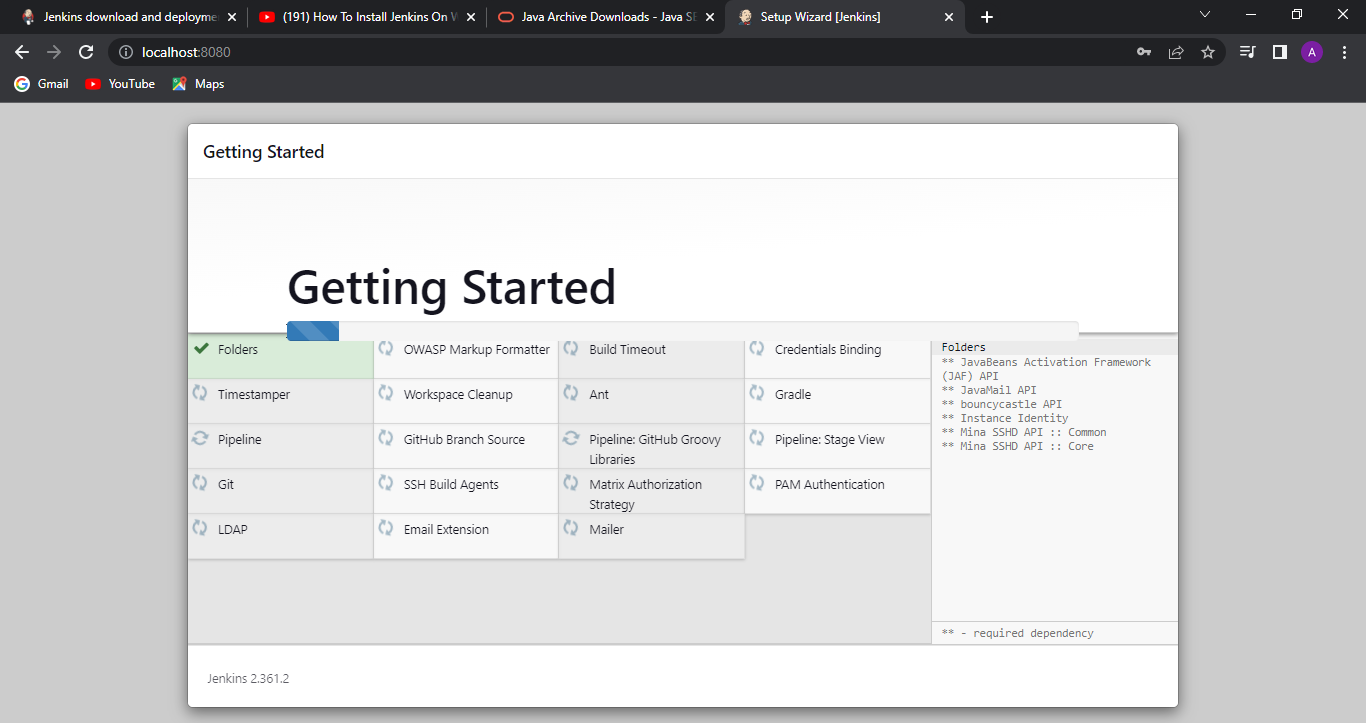 Jenkins download and deployme
(191) How To Install Jenkins On W
Java Archive Downloads - Java SE
Setup Wizard [Jenkins]
localhost:8080
A
Gmail
YouTube
Maps
Getting Started
Getting Started
Folders
OWASP Markup Formatter
Build Timeout
Credentials Binding
Timestamper
Workspace Cleanup
Ant
Gradle
Pipeline
GitHub Branch Source
Pipeline: GitHub Groovy
Libraries
Pipeline: Stage View
Git
SSH Build Agents
Matrix Authorization
Strategy
PAM Authentication
LDAP
Email Extension
Mailer
Folders
** JavaBeans Activation Framework
(JAF) API
** JavaMail API
** bouncycastle API
** Instance Identity
** Mina SSHD API :: Common
** Mina SSHD API :: Core
** - required dependency
Jenkins 2.361.2